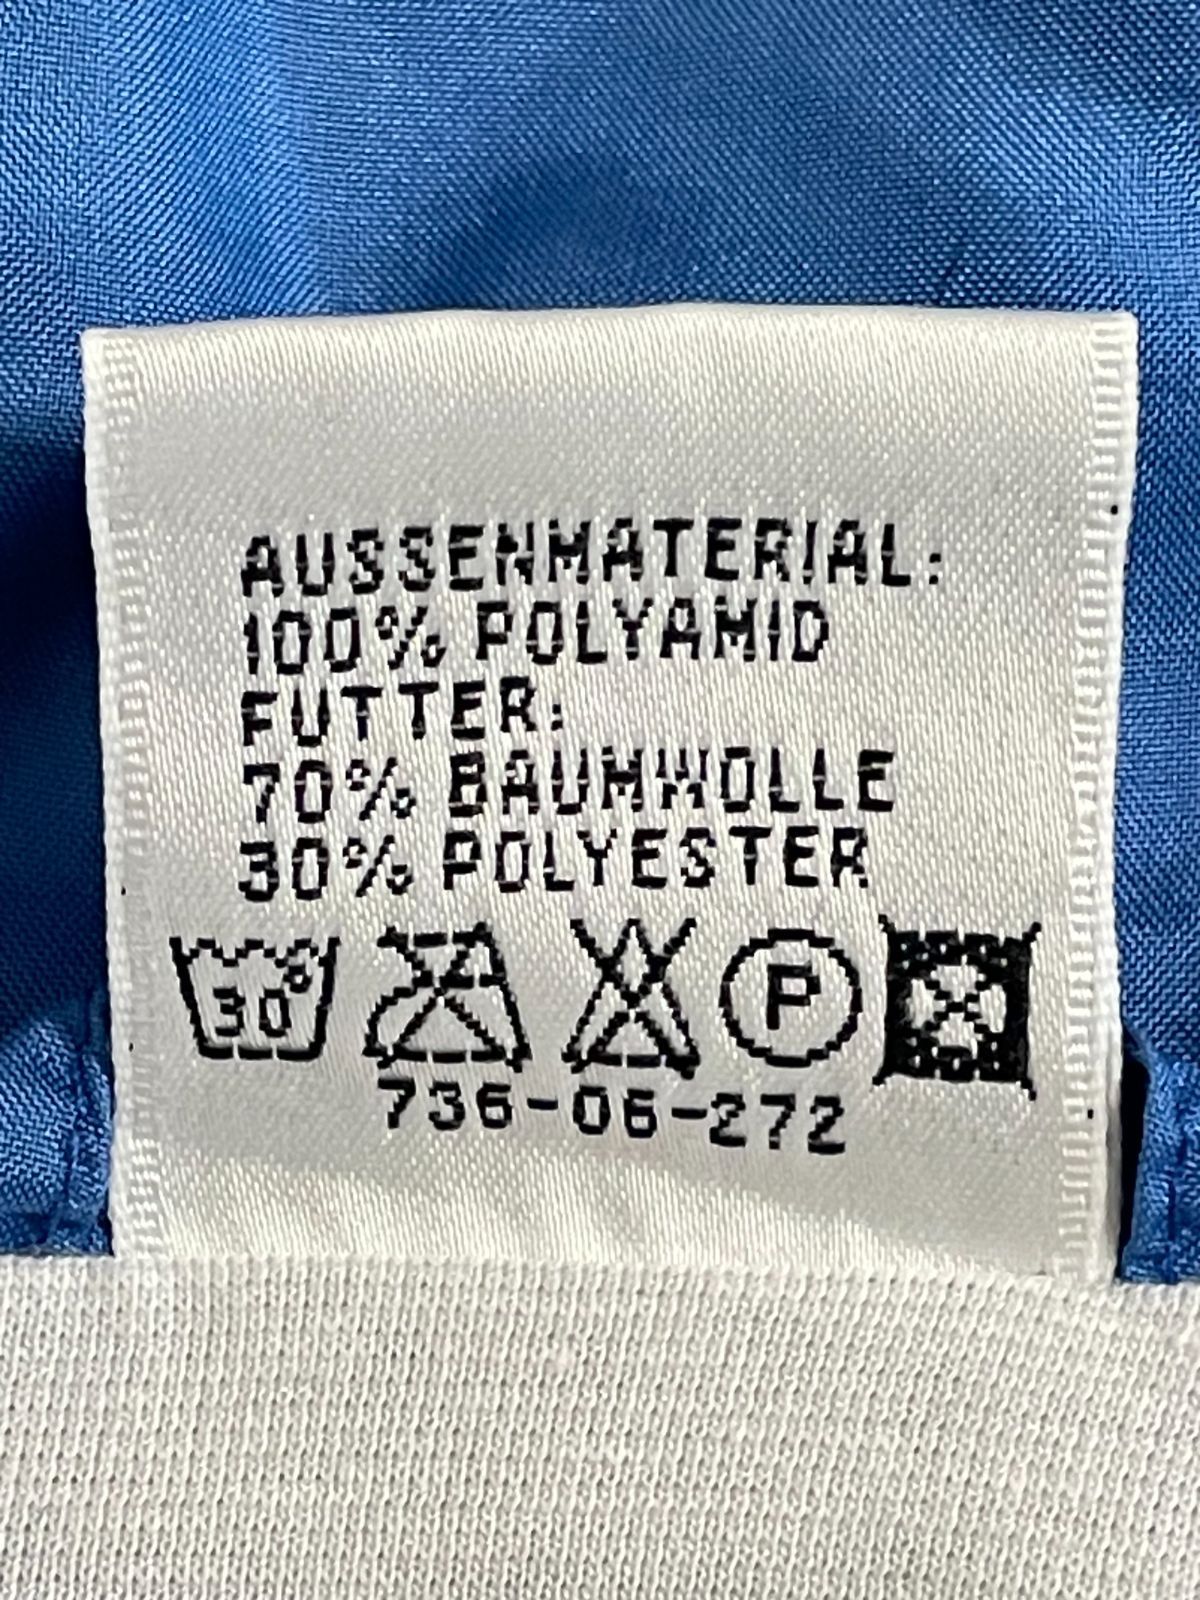 AUSSENMATERIAL:
100% POLYAMID
FUTTER:
70% BAUMWOLLE
30% POLYESTER
30° P
736-06-272